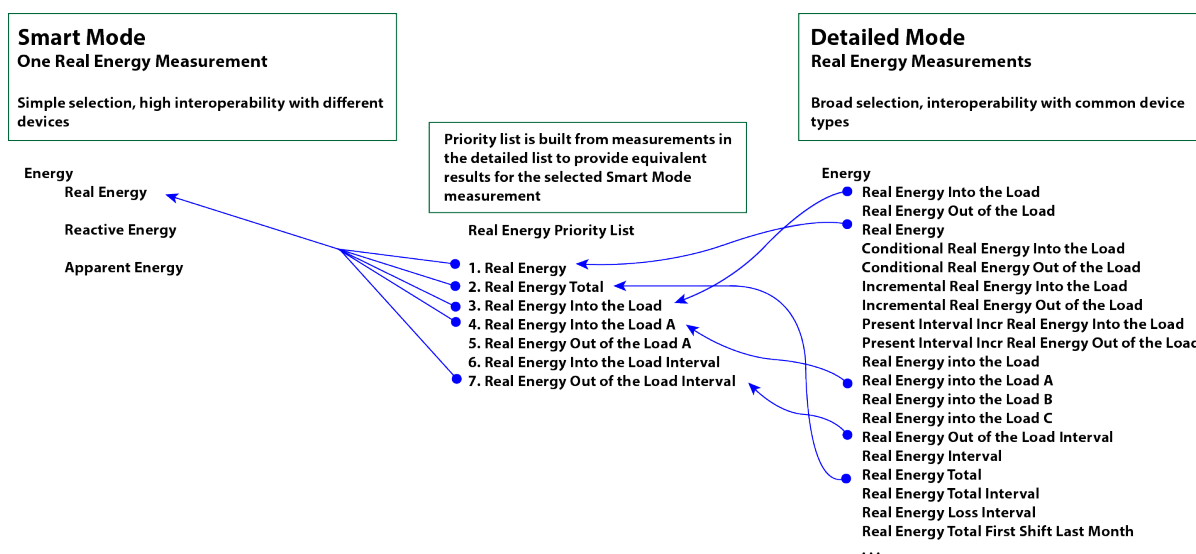 Smart Mode
One Real Energy Measurement
Simple selection, high interoperability with different
devices
Energy
Real Energy
Reactive Energy
Apparent Energy
Priority list is built from measurements in
the detailed list to provide equivalent
results for the selected Smart Mode
measurement
Real Energy Priority List
1. Real Energy
2. Real Energy Total
3. Real Energy Into the Load
4. Real Energy Into the Load A
5. Real Energy Out of the Load A
6. Real Energy Into the Load Interval
7. Real Energy Out of the Load Interval
Detailed Mode
Real Energy Measurements
Broad selection, interoperability with common device
types
Energy
Real Energy Into the Load
Real Energy Out of the Load
Real Energy
Conditional Real Energy Into the Load
Conditional Real Energy Out of the Load
Incremental Real Energy Into the Load
Incremental Real Energy Out of the Load
Present Interval Incr Real Energy Into the Load
Present Interval Incr Real Energy Out of the Load
Real Energy into the Load
Real Energy into the Load A
Real Energy into the Load B
Real Energy into the Load C
Real Energy Out of the Load Interval
Real Energy Interval
Real Energy Total
Real Energy Total Interval
Real Energy Loss Interval
Real Energy Total First Shift Last Month
...